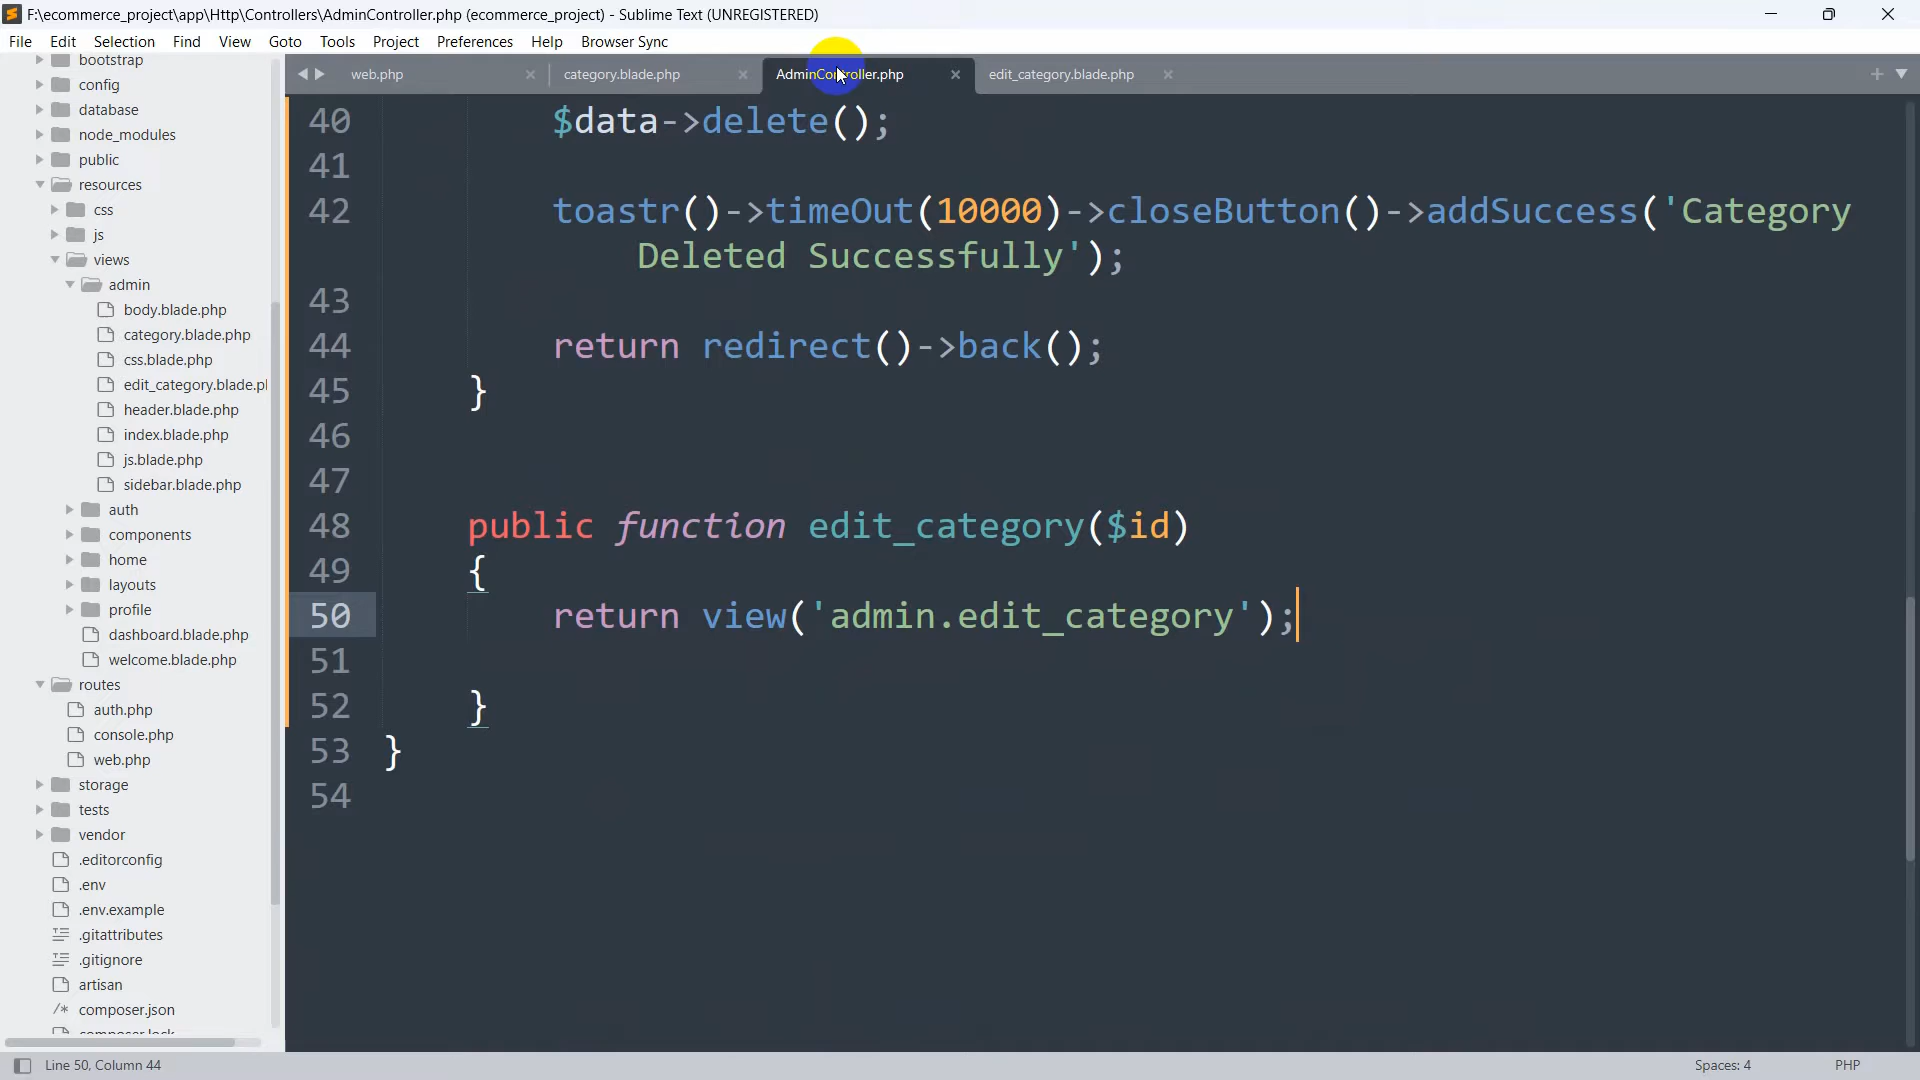 F:\ecommerce_project\app\Http\Controllers\AdminController.php (ecommerce_project) - Sublime Text (UNREGISTERED)
File Edit Selection Find View Goto Tools Project Preferences Help Browser Sync
bootstrap
config
database
node_modules
public
resources
css
js
views
admin
body.blade.php
category.blade.php
css.blade.php
edit_category.blade.pl
header.blade.php
index.blade.php
js.blade.php
sidebar.blade.php
auth
components
home
layouts
profile
dashboard.blade.php
welcome.blade.php
routes
auth.php
console.php
web.php
storage
tests
vendor
.editorconfig
.env
.env.example
.gitattributes
.gitignore
artisan
/* composer.json
composer.lock
web.php category.blade.php AdminController.php edit_category.blade.php
40 $data->delete();
41
42 toastr()->timeOut(10000)->closeButton()->addSuccess('Category
Deleted Successfully');
43
44 return redirect()->back();
45 }
46
47
48 public function edit_category($id)
49 {
50 return view('admin.edit_category');
51
52 }
53 }
54
Line 50, Column 44 Spaces: 4 PHP